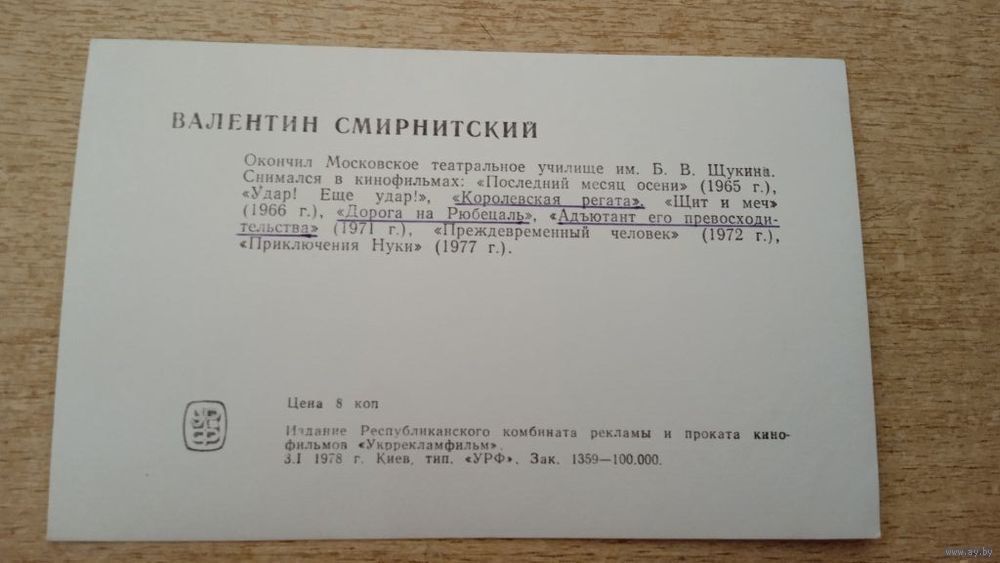 ВАЛЕНТИН СМИРНИТСКИЙ
Окончил Московское театральное училище им. Б. В. Щукина.
Снимался в кинофильмах: «Последний месяц осени» (1965 г.),
«Удар! Еще удар!», «Королевская регата», «Щит и меч»
(1966 г.), «Дорога на Рюбецаль», «Адъютант его превосходи-
тельства» (1971 г.), «Преждевременный человек» (1972 г.),
«Приключения Нуки» (1977 г.).
Цена 8 коп
Издание Республиканского комбината рекламы и проката кино-
фильмов «Укррекламфильм».
3.I 1978 г. Киев, тип. «УРФ». Зак. 1359—100.000.
www.ay.by